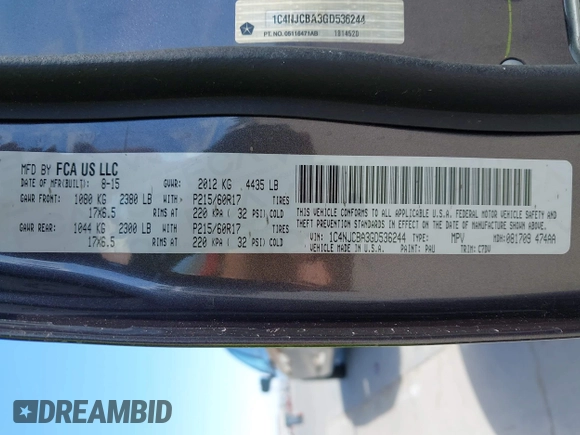 1C4NJCBA3GD536244
PT. NO. 05116471AB 1314520
MFD BY FCA US LLC
DATE OF MFR(BUILT): 8-15 GVWR: 2012 KG 4435 LB
GAWR FRONT: 1080 KG 2380 LB WITH P215/60R17 TIRES
17X6.5 RIMS AT 220 KPA ( 32 PSI) COLD
GAWR REAR: 1044 KG 2300 LB WITH P215/60R17 TIRES
17X6.5 RIMS AT 220 KPA ( 32 PSI) COLD
THIS VEHICLE CONFORMS TO ALL APPLICABLE U.S.A. FEDERAL MOTOR VEHICLE SAFETY AND
THEFT PREVENTION STANDARDS IN EFFECT ON THE DATE OF MANUFACTURE SHOWN ABOVE.
VIN: 1C4NJCBA3GD536244 TYPE: MPV MDH:081709 474AA
VEHICLE MADE IN U.S.A. PAINT: PAU TRIM: C7DV
DREAMBID